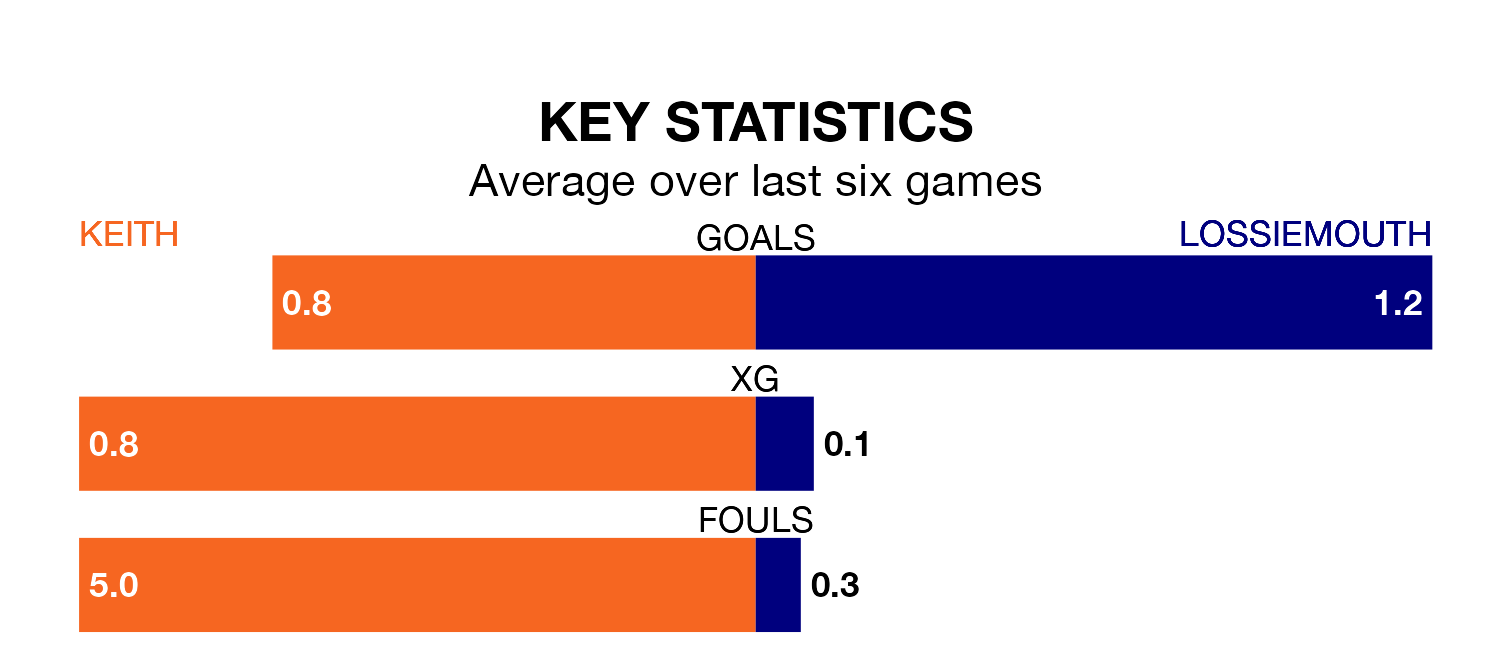 KEY STATISTICS
Average over last six games
KEITH
GOALS
LOSSIEMOUTH
0.8
1.2
XG
0.8
0.1
FOULS
5.0
0.3